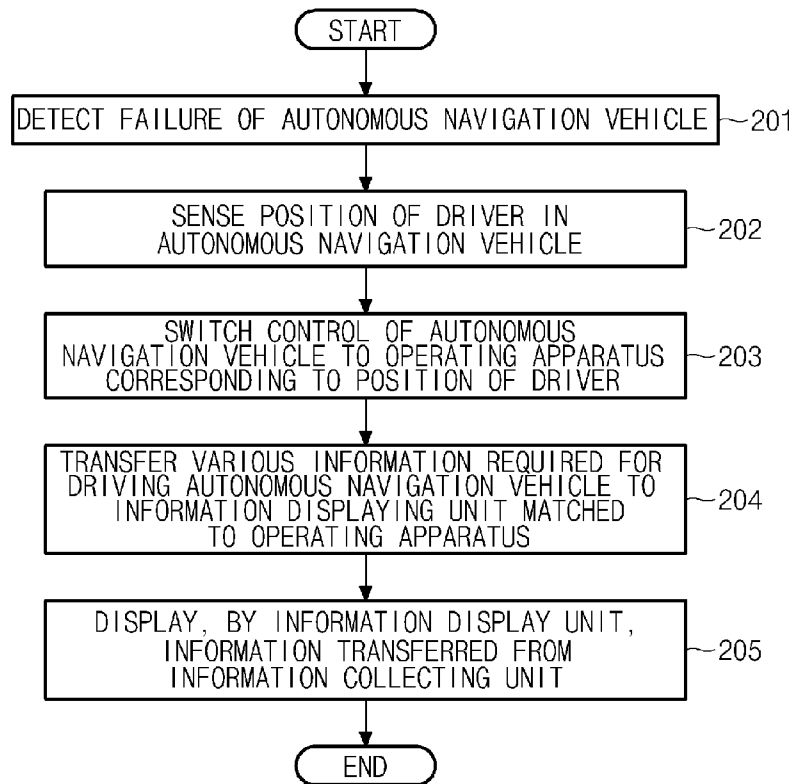 START
DETECT FAILURE OF AUTONOMOUS NAVIGATION VEHICLE
201
SENSE POSITION OF DRIVER IN
AUTONOMOUS NAVIGATION VEHICLE
202
SWITCH CONTROL OF AUTONOMOUS
NAVIGATION VEHICLE TO OPERATING APPARATUS
CORRESPONDING TO POSITION OF DRIVER
203
TRANSFER VARIOUS INFORMATION REQUIRED FOR
DRIVING AUTONOMOUS NAVIGATION VEHICLE TO
INFORMATION DISPLAYING UNIT MATCHED
TO OPERATING APPARATUS
204
DISPLAY, BY INFORMATION DISPLAY UNIT,
INFORMATION TRANSFERRED FROM
INFORMATION COLLECTING UNIT
205
END